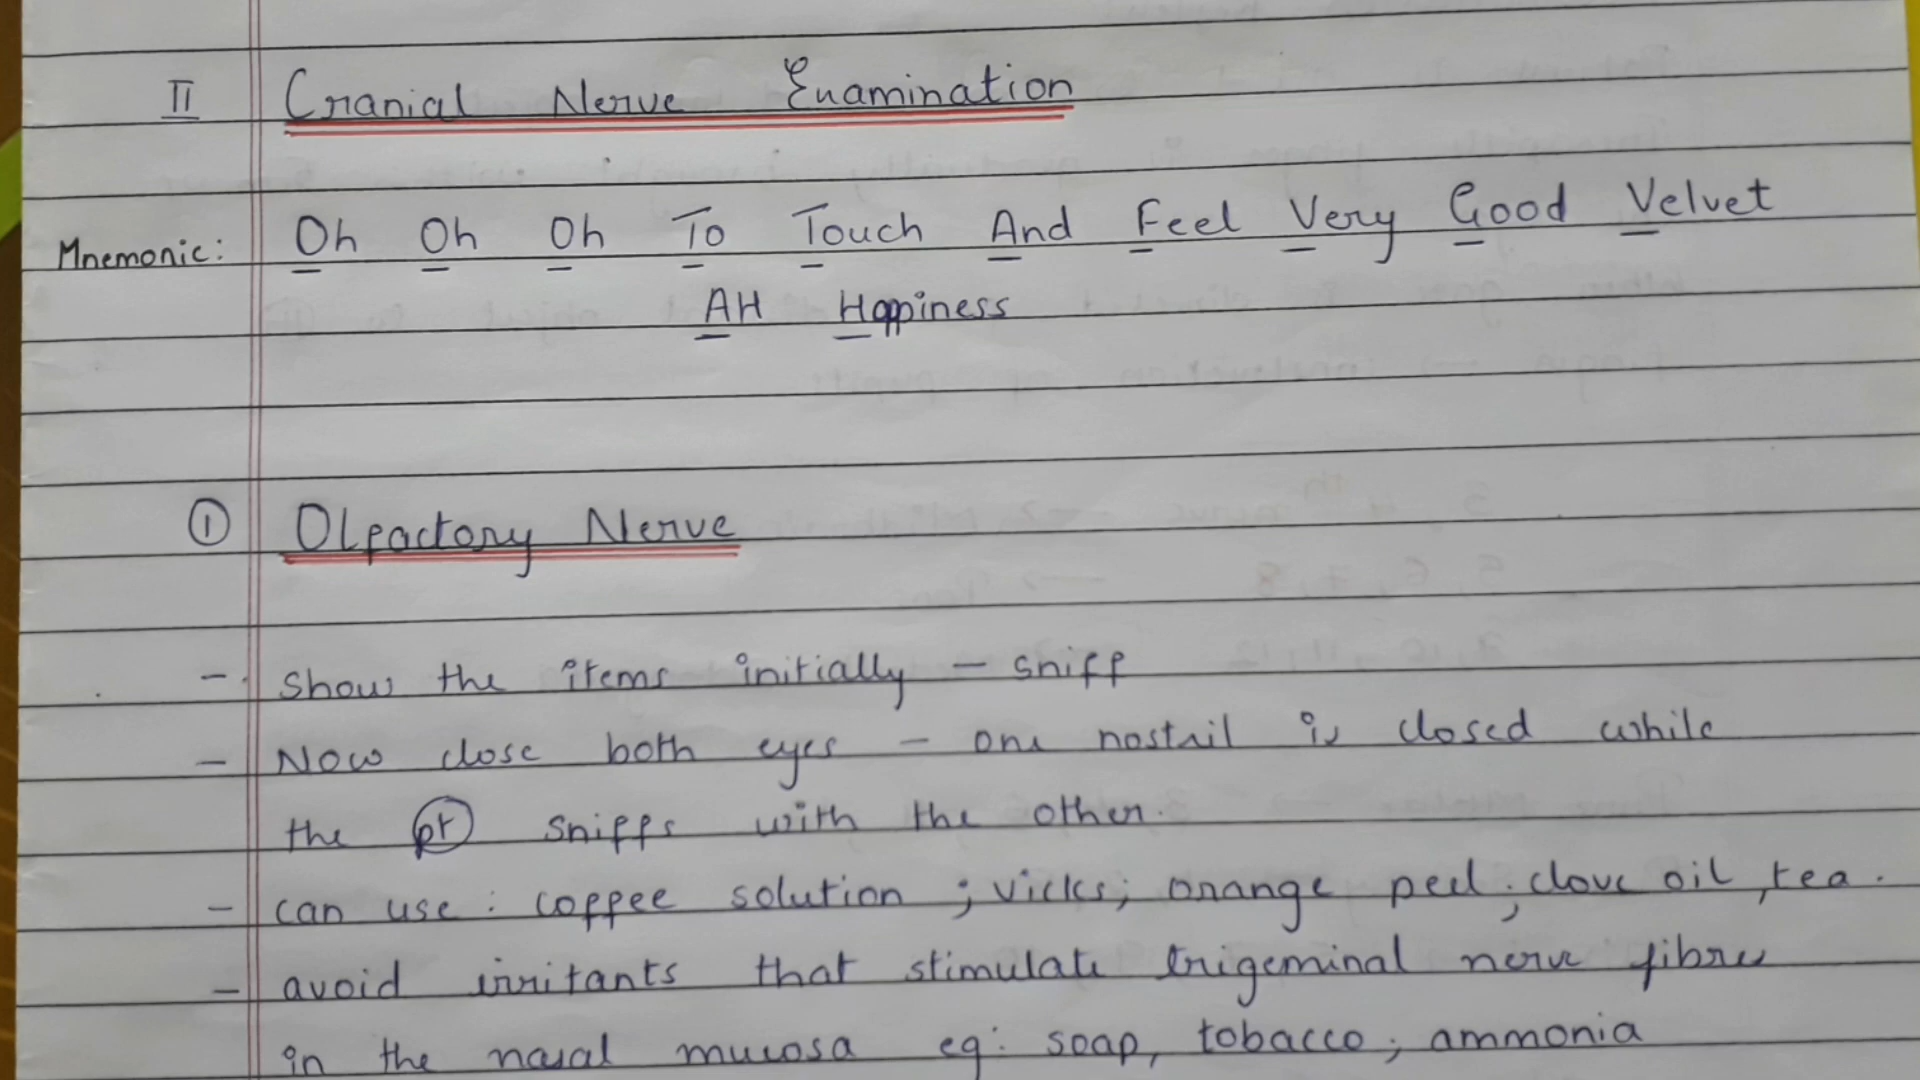 II Cranial Nerve Examination
Mnemonic: Oh Oh Oh To Touch And Feel Very Good Velvet
AH Happiness
① Olfactory Nerve
- Show the items initially - sniff
- Now close both eyes - one nostril is closed while
the pt sniffs with the other.
- can use : coffee solution ; vicks ; orange peel ; clove oil , tea .
- avoid irritants that stimulate trigeminal nerve fibres
in the nasal mucosa eg: soap, tobacco ; ammonia